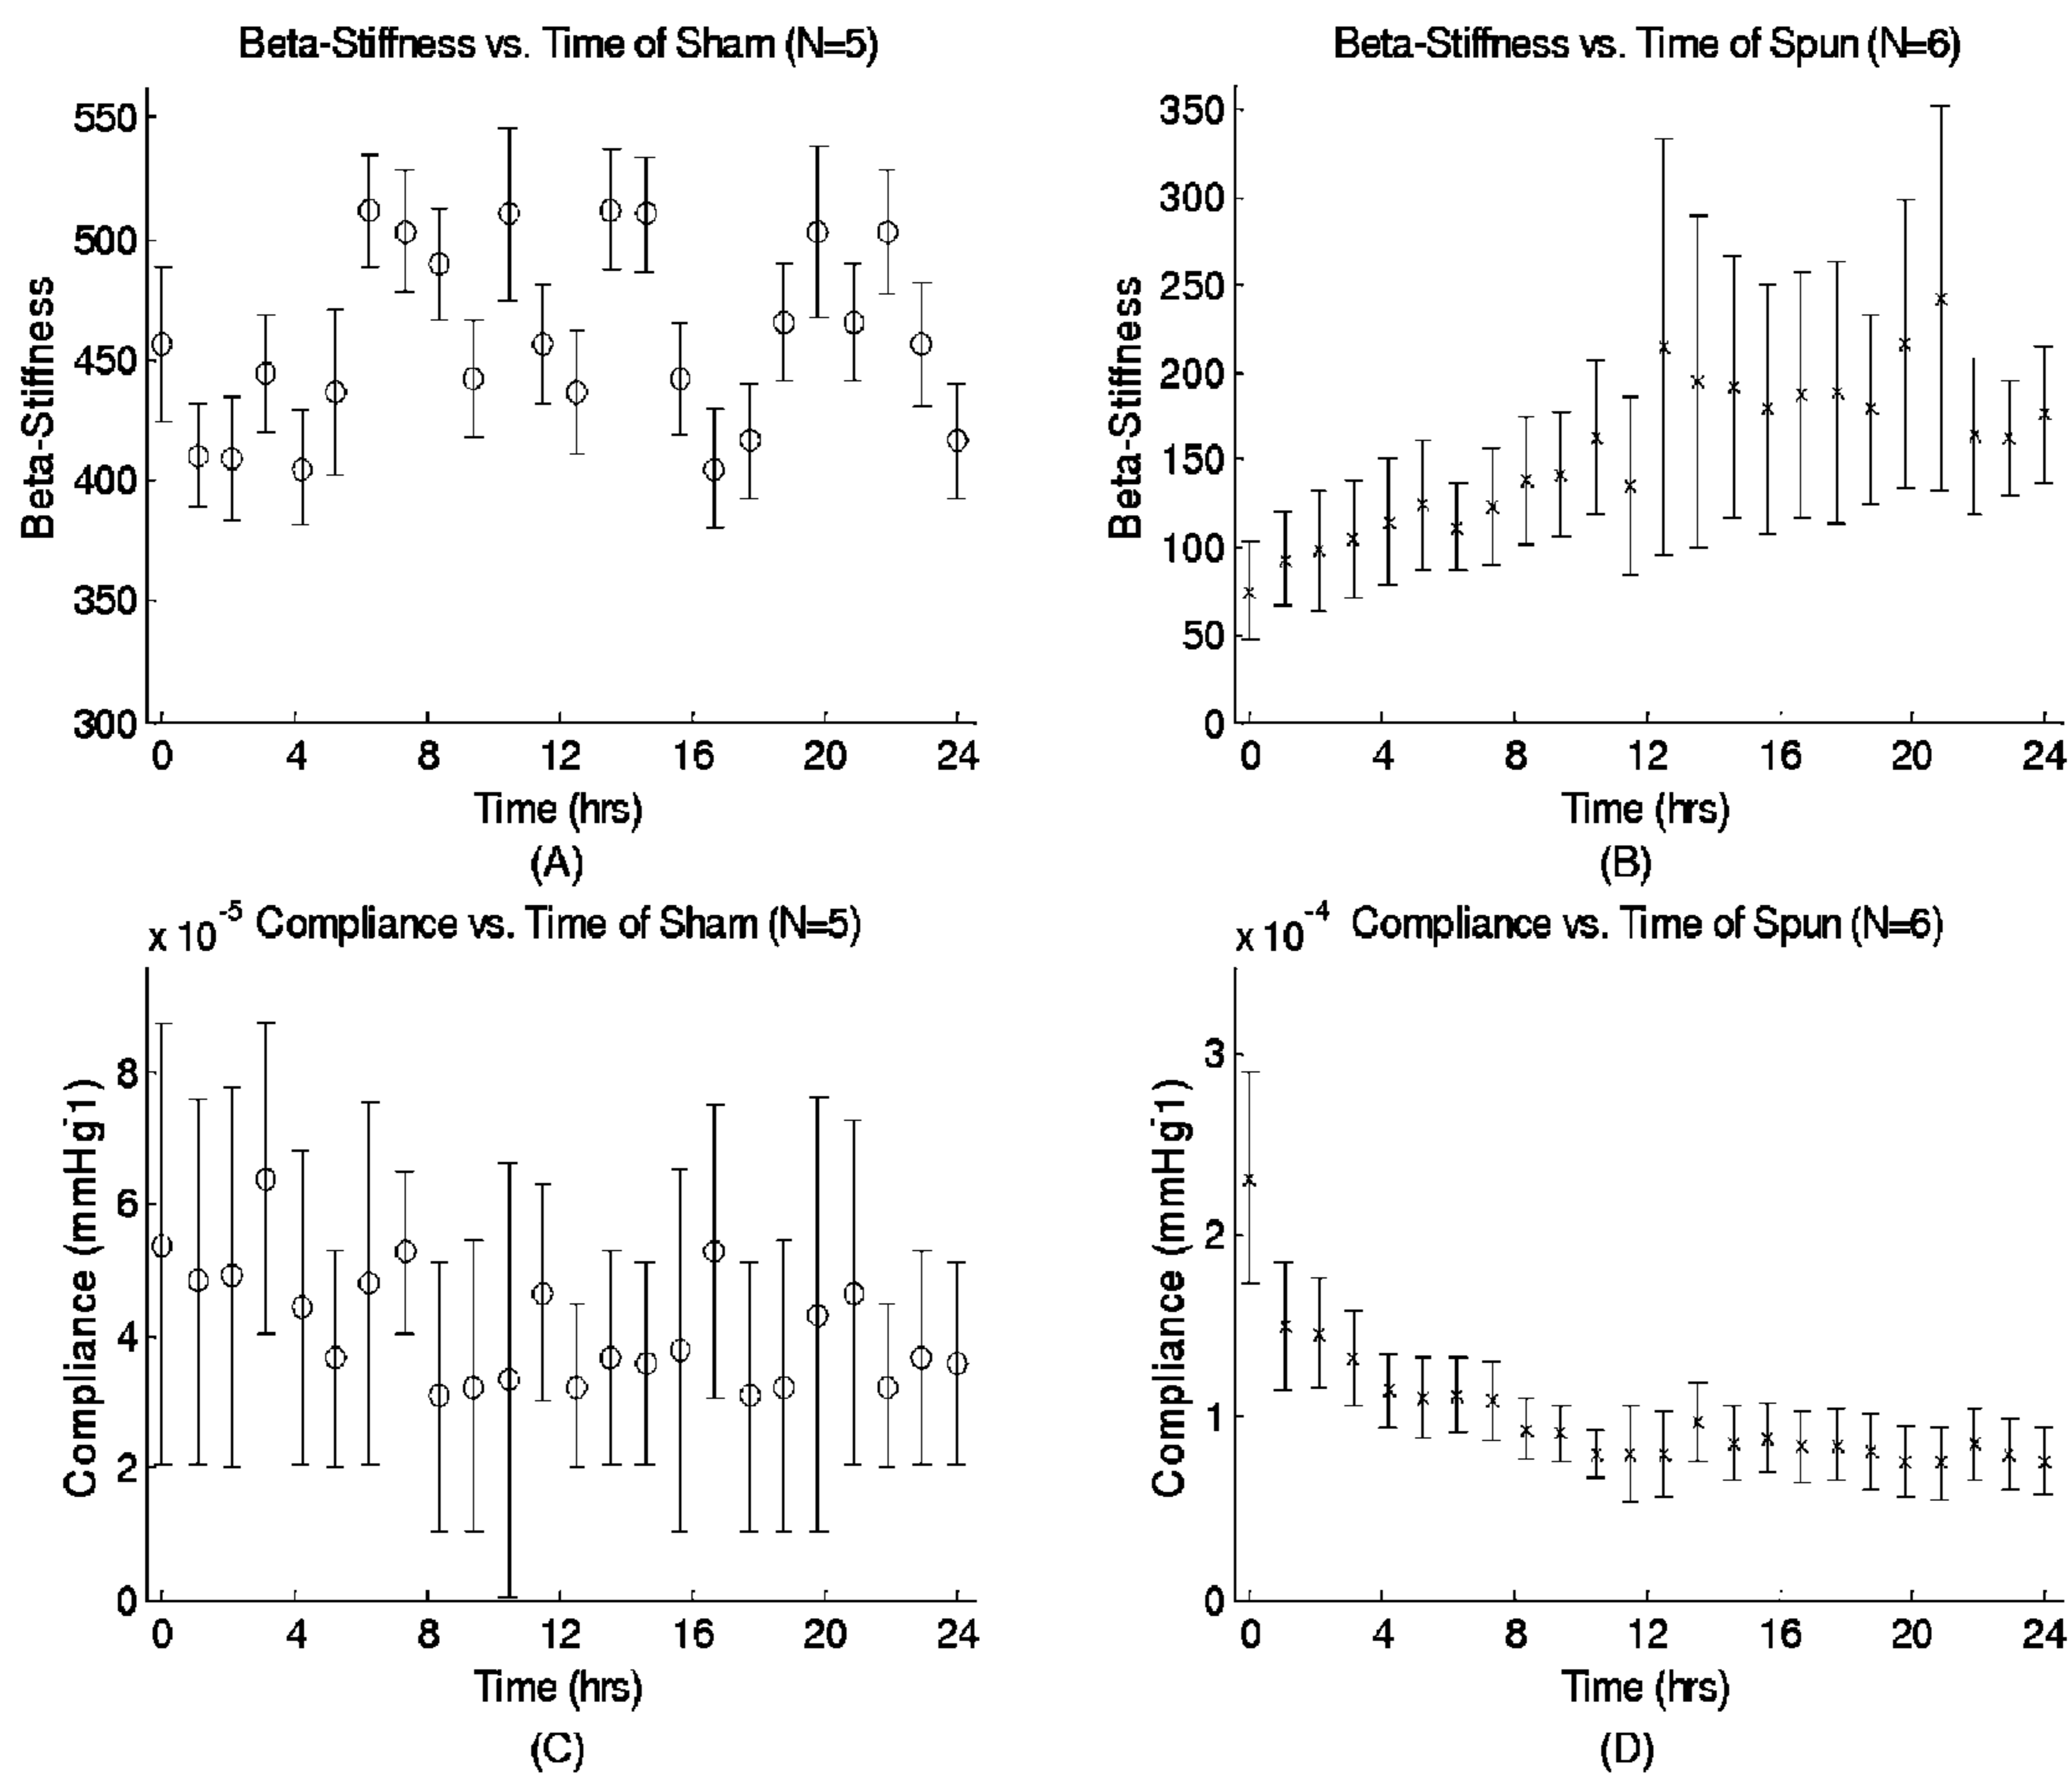 Beta-Stiffness vs. Time of Sham (N=5)
550
500
450
400
350
300
Beta-Stiffness
0 4 8 12 16 20 24
Time (hrs)
(A)
Beta-Stiffness vs. Time of Spun (N=6)
350
300
250
200
150
100
50
0
Beta-Stiffness
0 4 8 12 16 20 24
Time (hrs)
(B)
x 10-5 Compliance vs. Time of Sham (N=5)
8
6
4
2
0
Compliance (mmHgj1)
0 4 8 12 16 20 24
Time (hrs)
(C)
x 10-4 Compliance vs. Time of Spun (N=6)
3
2
1
0
Compliance (mmHgj1)
0 4 8 12 16 20 24
Time (hrs)
(D)